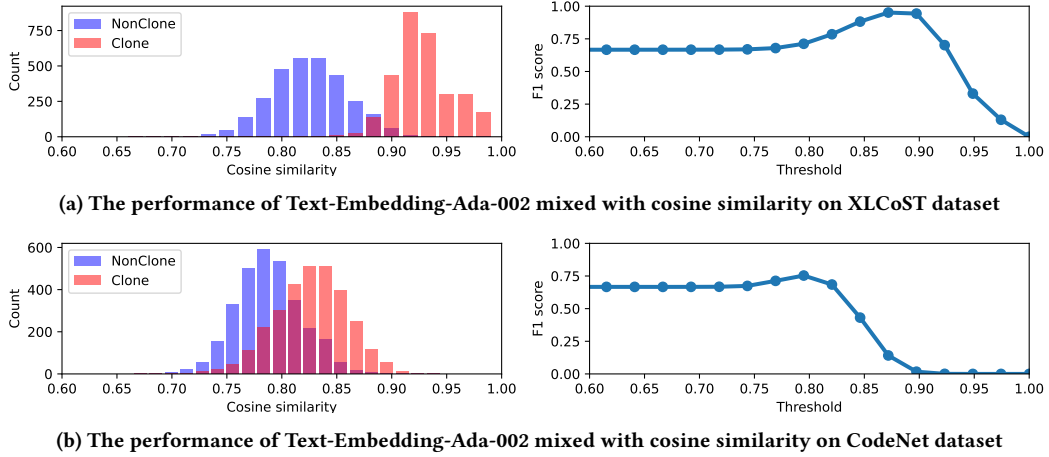 NonClone
Clone
Count
750
500
250
0
0.60 0.65 0.70 0.75 0.80 0.85 0.90 0.95 1.00
Cosine similarity
F1 score
1.00
0.75
0.50
0.25
0.00
0.60 0.65 0.70 0.75 0.80 0.85 0.90 0.95 1.00
Threshold
(a) The performance of Text-Embedding-Ada-002 mixed with cosine similarity on XLCoST dataset
NonClone
Clone
Count
600
400
200
0
0.60 0.65 0.70 0.75 0.80 0.85 0.90 0.95 1.00
Cosine similarity
F1 score
1.00
0.75
0.50
0.25
0.00
0.60 0.65 0.70 0.75 0.80 0.85 0.90 0.95 1.00
Threshold
(b) The performance of Text-Embedding-Ada-002 mixed with cosine similarity on CodeNet dataset